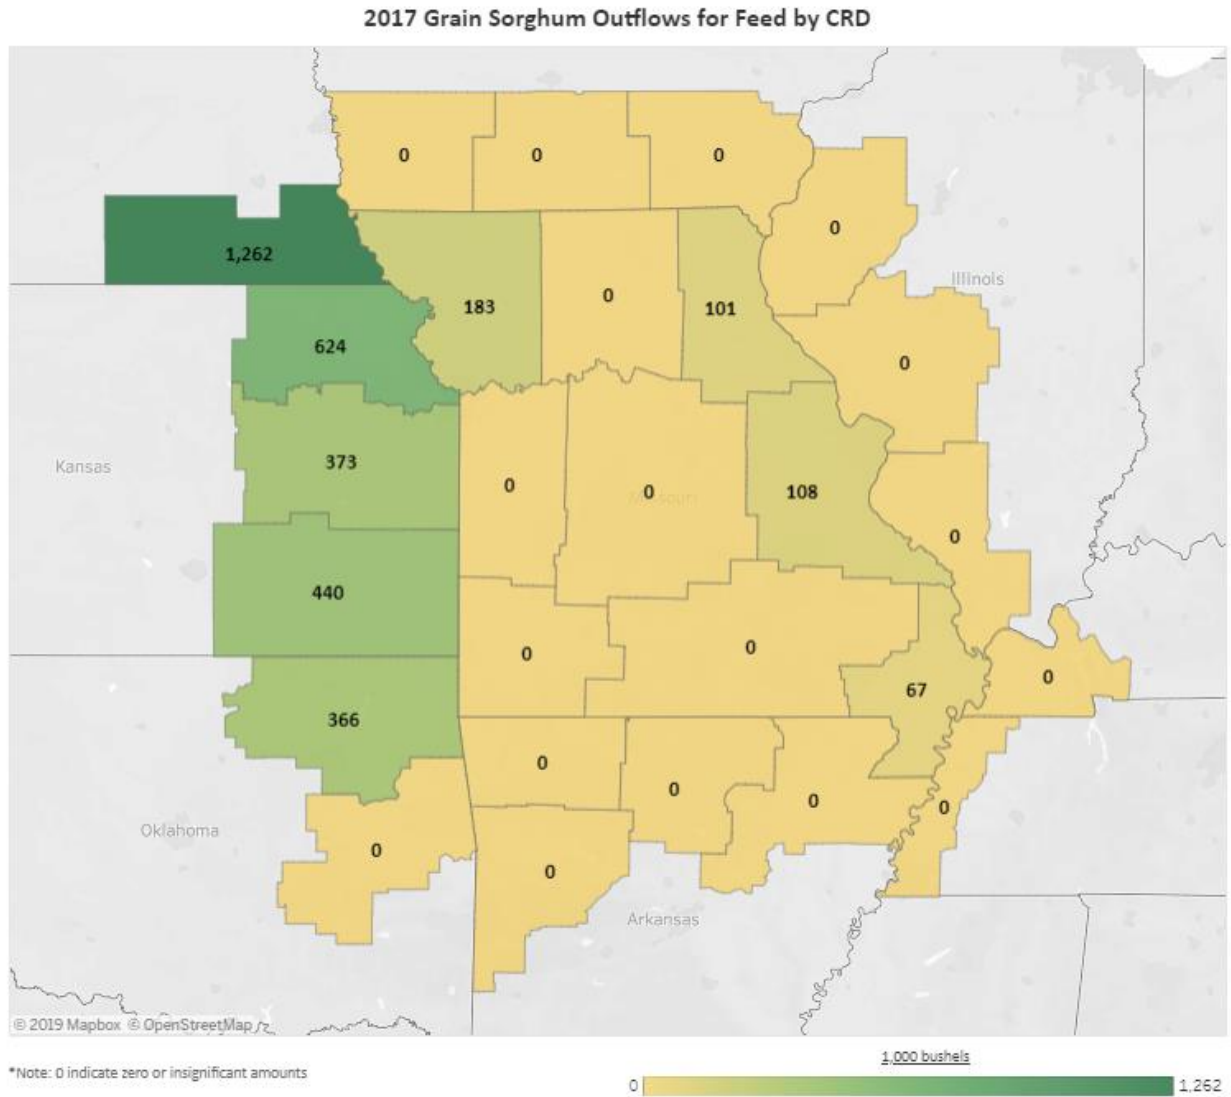 2017 Grain Sorghum Outflows for Feed by CRD
0 0 0
0
1,262
Illinois
183 0 101
624
0
373
Kansas
0 0 108
Missouri
0
440
0 0
0
67
366
0
0
0
0
Oklahoma
0
0
Arkansas
© 2019 Mapbox © OpenStreetMap
1,000 bushels
*Note: 0 indicate zero or insignificant amounts
0 1,262